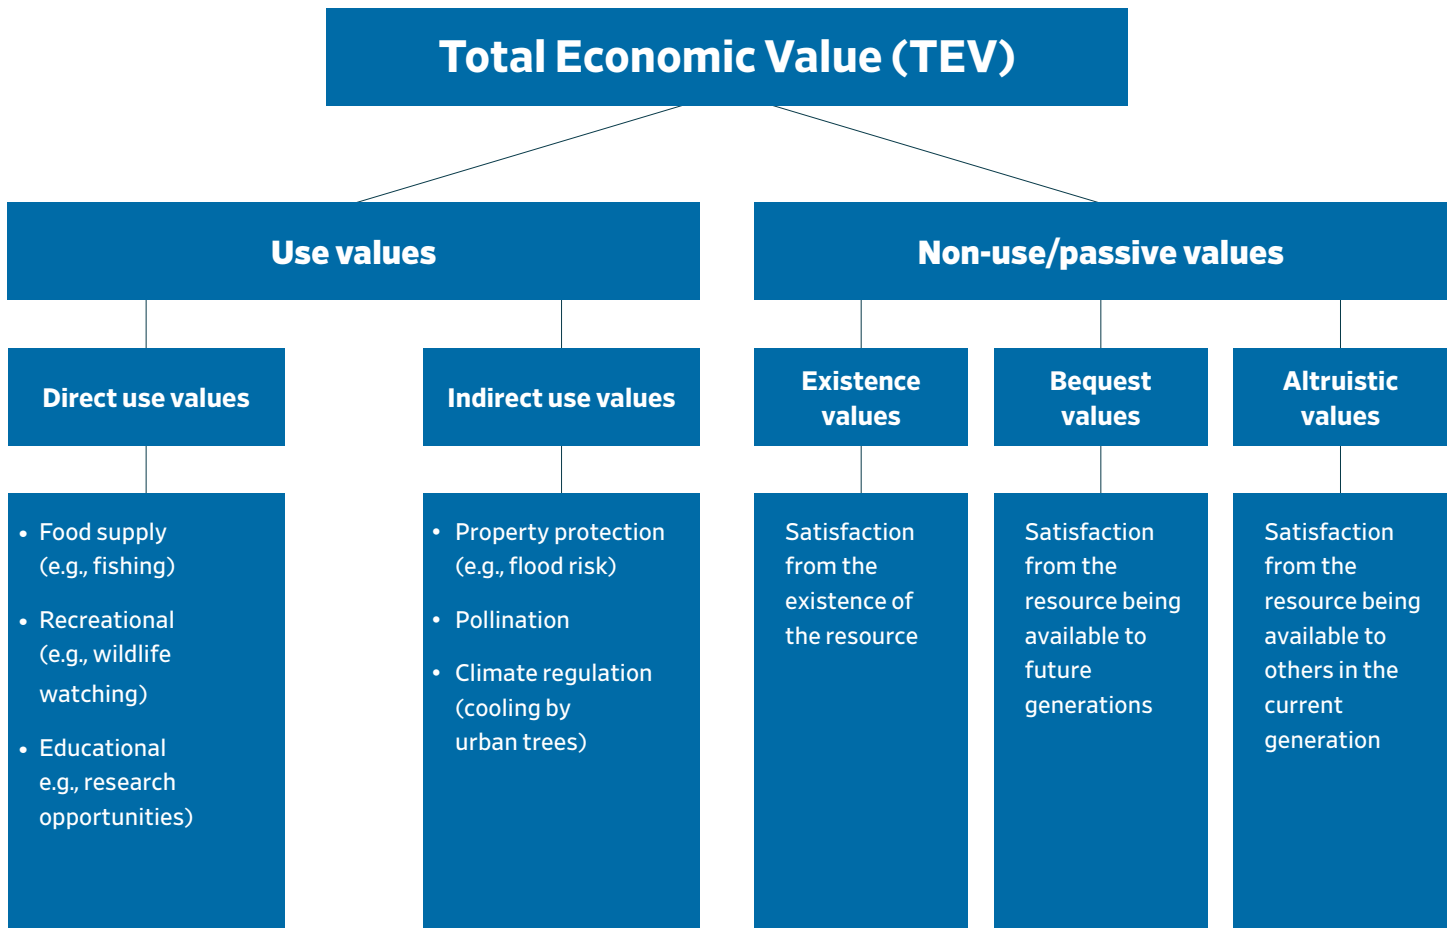 Total Economic Value (TEV)
Use values
Non-use/passive values
Direct use values
Indirect use values
Existence
values
Bequest
values
Altruistic
values
• Food supply
(e.g., fishing)
• Recreational
(e.g., wildlife
watching)
• Educational
e.g., research
opportunities)
• Property protection
(e.g., flood risk)
• Pollination
• Climate regulation
(cooling by
urban trees)
Satisfaction
from the
existence of
the resource
Satisfaction
from the
resource being
available to
future
generations
Satisfaction
from the
resource being
available to
others in the
current
generation